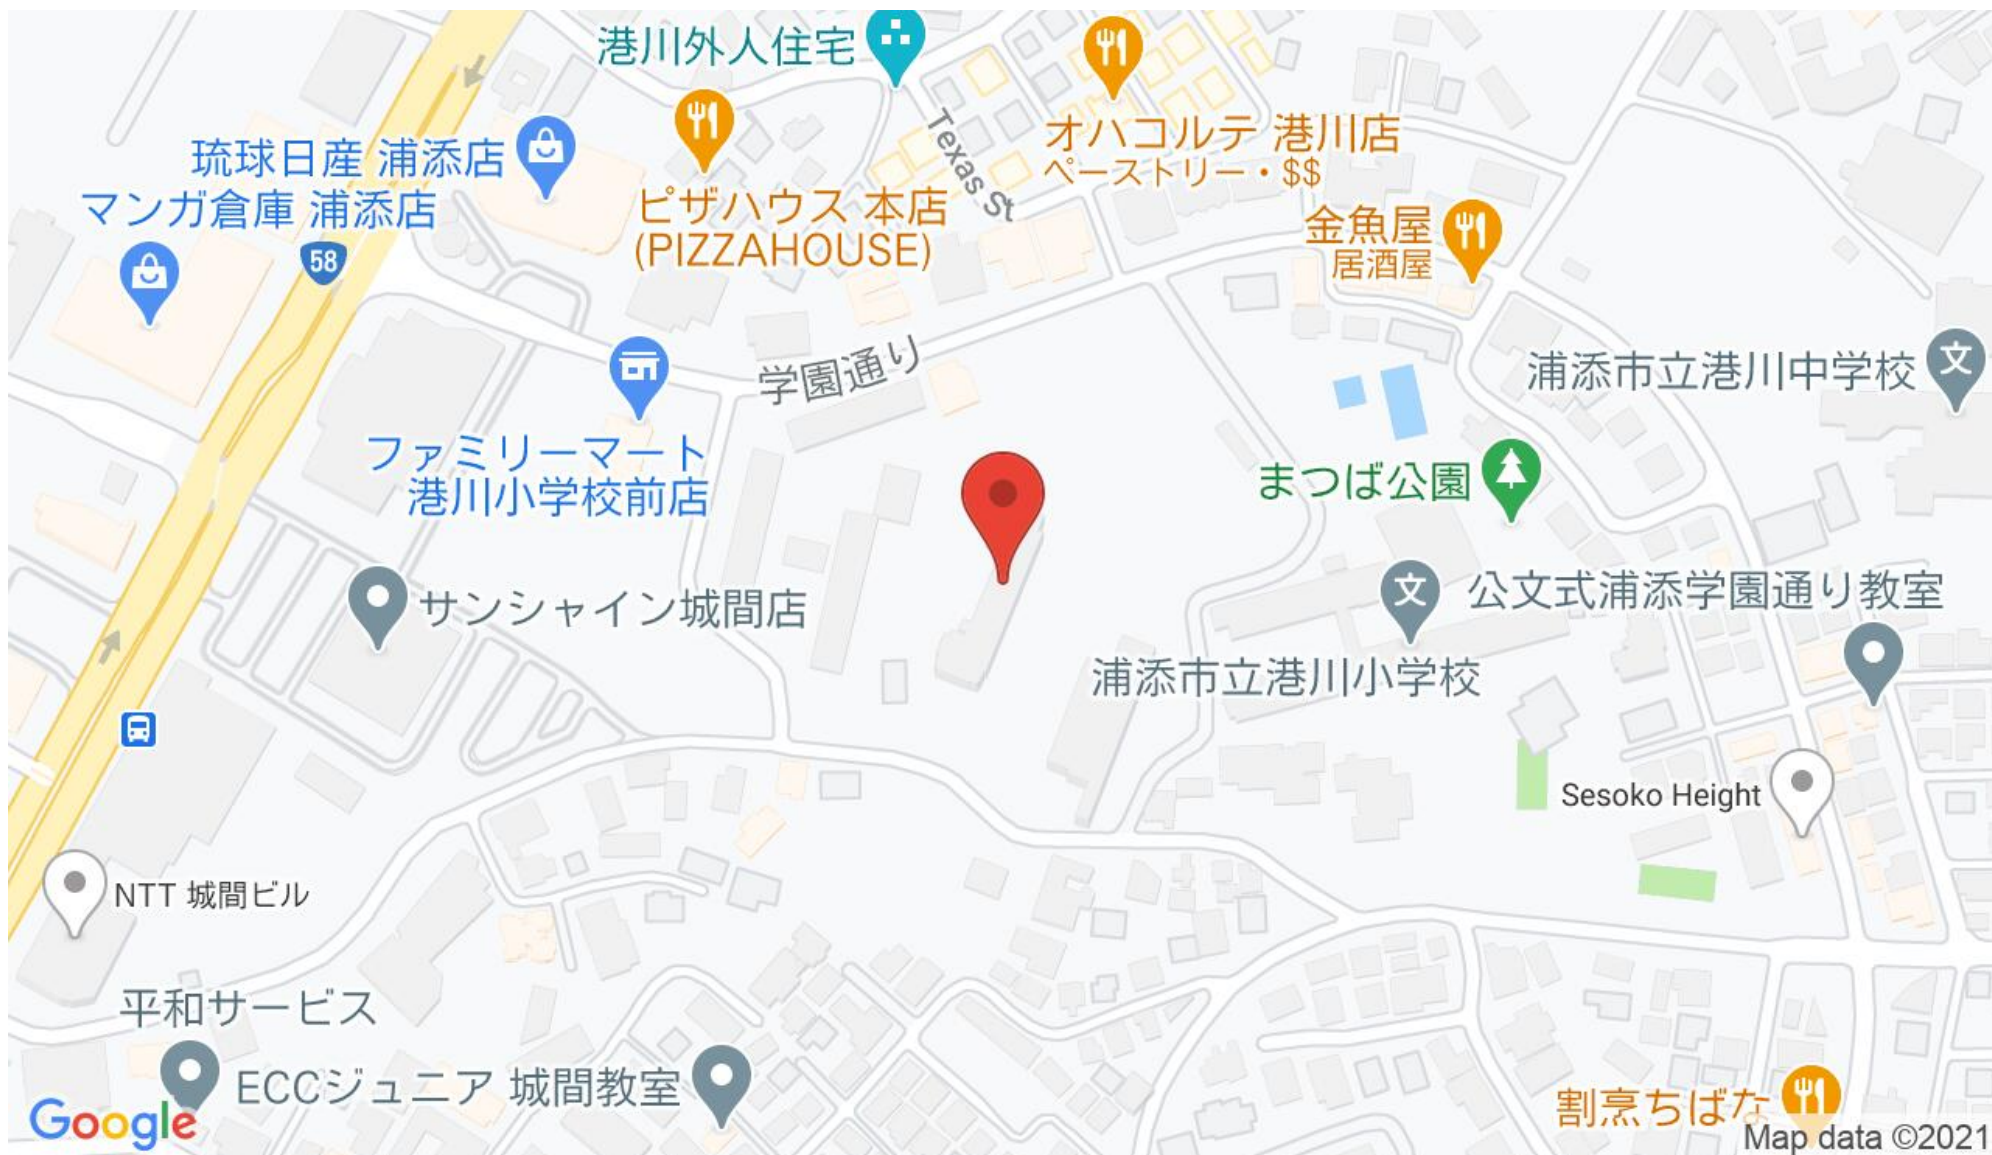 港川外人住宅
オハコルテ 港川店
ペーストリー・$$
Texas St
琉球日産 浦添店
マンガ倉庫 浦添店
58
ピザハウス 本店
(PIZZAHOUSE)
金魚屋
居酒屋
学園通り
浦添市立港川中学校
文
ファミリーマート
港川小学校前店
まつば公園
サンシャイン城間店
文
公文式浦添学園通り教室
浦添市立港川小学校
Sesoko Height
NTT 城間ビル
平和サービス
ECCジュニア 城間教室
割烹ちばな
Google
Map data ©2021